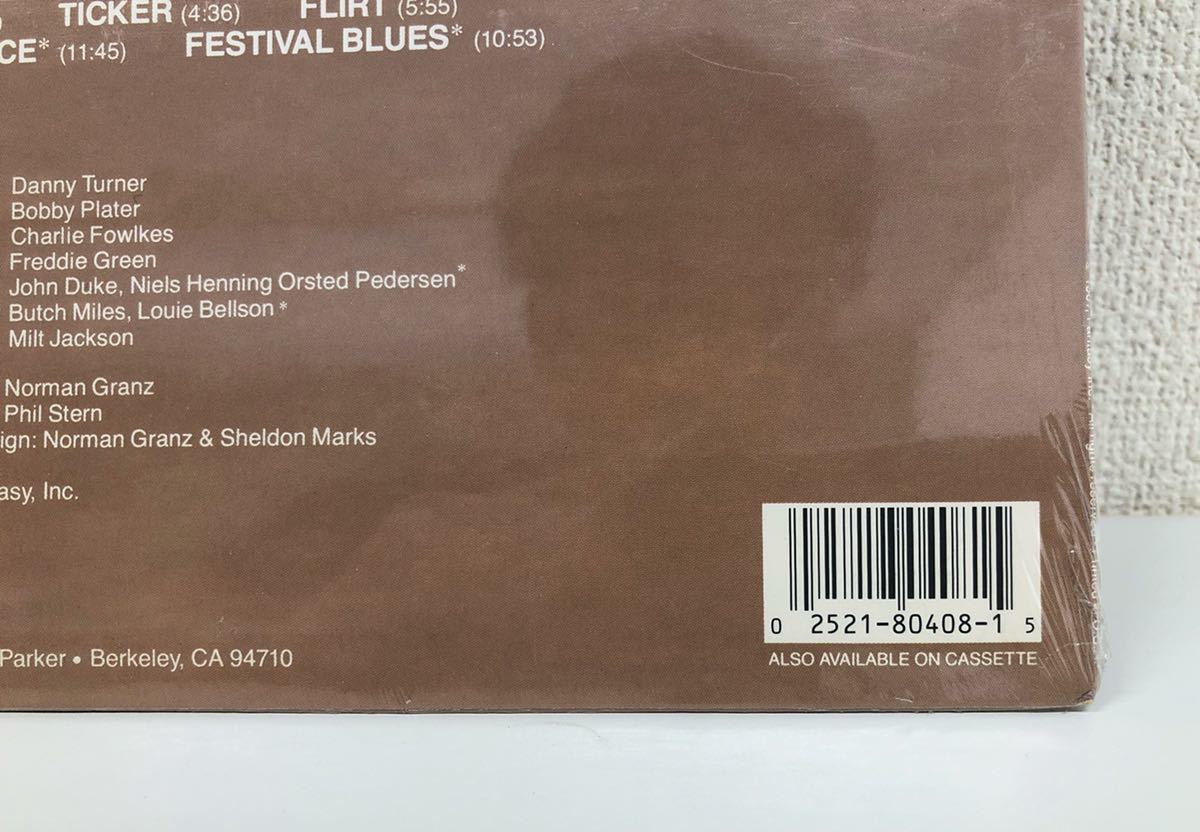 TICKER (4:36) FLIRT (5:55)
CE* (11:45) FESTIVAL BLUES* (10:53)
Danny Turner
Bobby Plater
Charlie Fowlkes
Freddie Green
John Duke, Niels Henning Orsted Pedersen*
Butch Miles, Louie Bellson*
Milt Jackson
Norman Granz
Phil Stern
ign: Norman Granz & Sheldon Marks
asy, Inc.
Parker • Berkeley, CA 94710
0 2521-80408-1 5
ALSO AVAILABLE ON CASSETTE